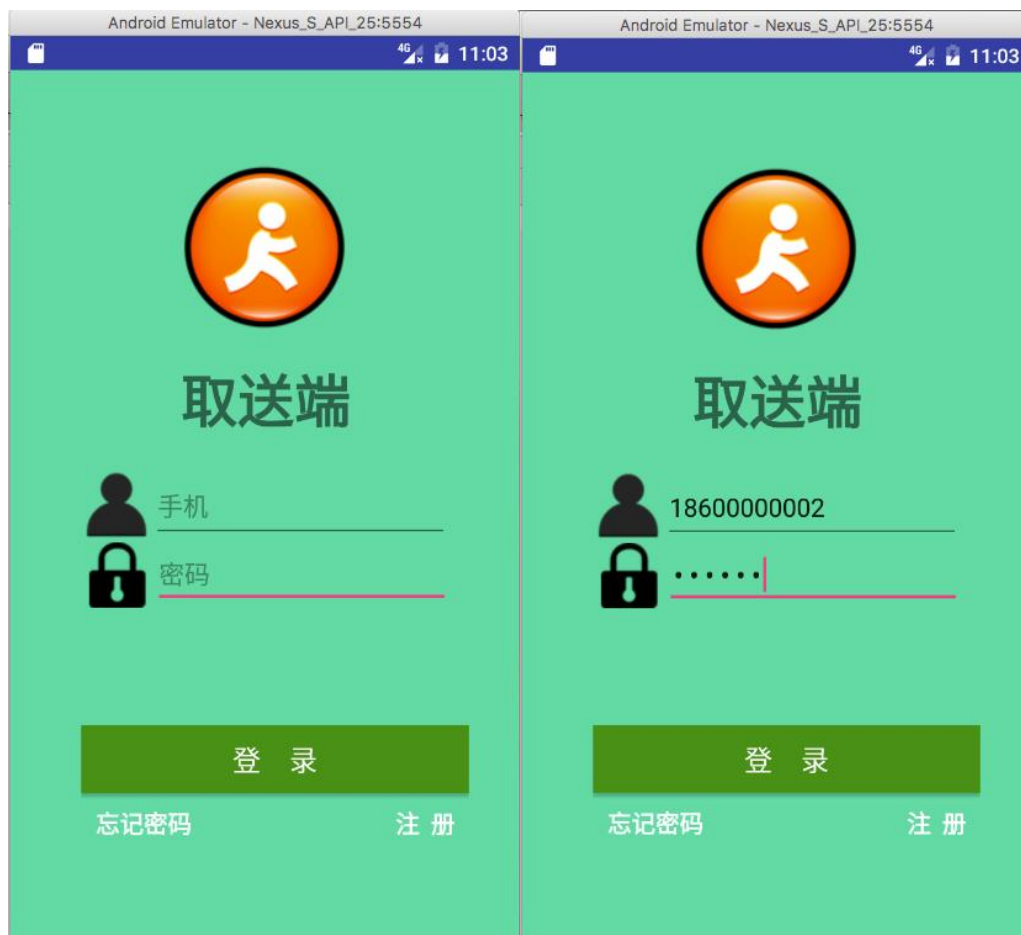 Android Emulator - Nexus_S_API_25:5554
4G 11:03
取送端
手机
密码
登 录
忘记密码 注 册
Android Emulator - Nexus_S_API_25:5554
4G 11:03
取送端
18600000002
••••••
登 录
忘记密码 注 册